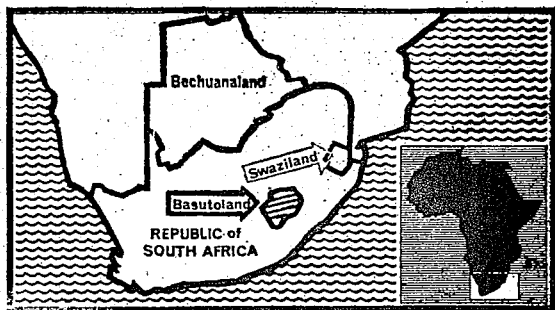 Bechuanaland
Swaziland
Basutoland
REPUBLIC of
SOUTH AFRICA